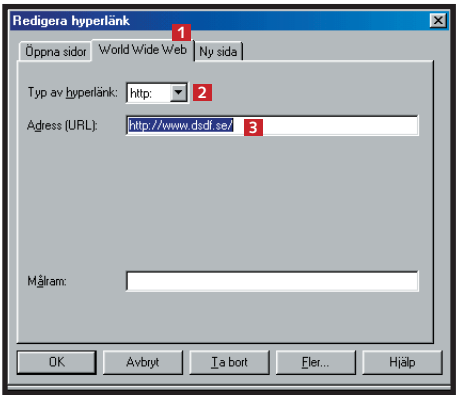 Redigera hyperlänk
1
Öppna sidor World Wide Web Ny sida
Typ av hyperlänk: http: 2
Adress (URL): http://www.dsdf.se/ 3
Målram:
OK Avbryt Ta bort Fler... Hjälp